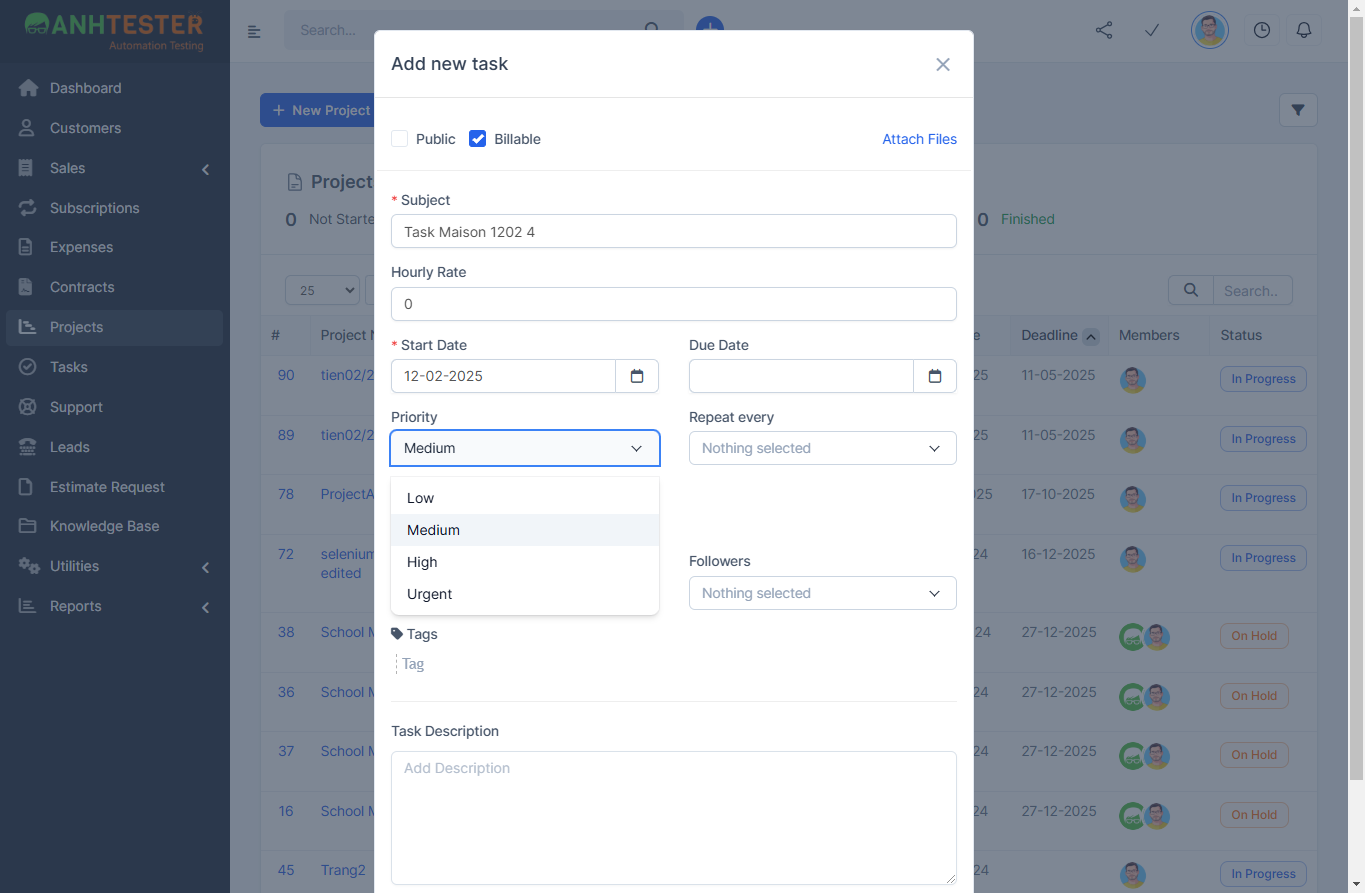 ANHTESTER
Automation Testing
Dashboard
Customers
Sales
Subscriptions
Expenses
Contracts
Projects
Tasks
Support
Leads
Estimate Request
Knowledge Base
Utilities
Reports
Search...
+ New Project
Project
0 Not Starte
0 Finished
25
Search..
# Project N e Deadline Members Status
90 tien02/2 25 11-05-2025 In Progress
89 tien02/2 25 11-05-2025 In Progress
78 ProjectA 025 17-10-2025 In Progress
72 selenium 24 16-12-2025 In Progress
edited
38 School M 24 27-12-2025 On Hold
36 School M 24 27-12-2025 On Hold
37 School M 24 27-12-2025 On Hold
16 School M 24 27-12-2025 On Hold
45 Trang2 24 In Progress
Add new task
Public Billable Attach Files
* Subject
Task Maison 1202 4
Hourly Rate
0
* Start Date Due Date
12-02-2025
Priority Repeat every
Medium Nothing selected
Low
Medium
High
Urgent
Followers
Nothing selected
Tags
Tag
Task Description
Add Description